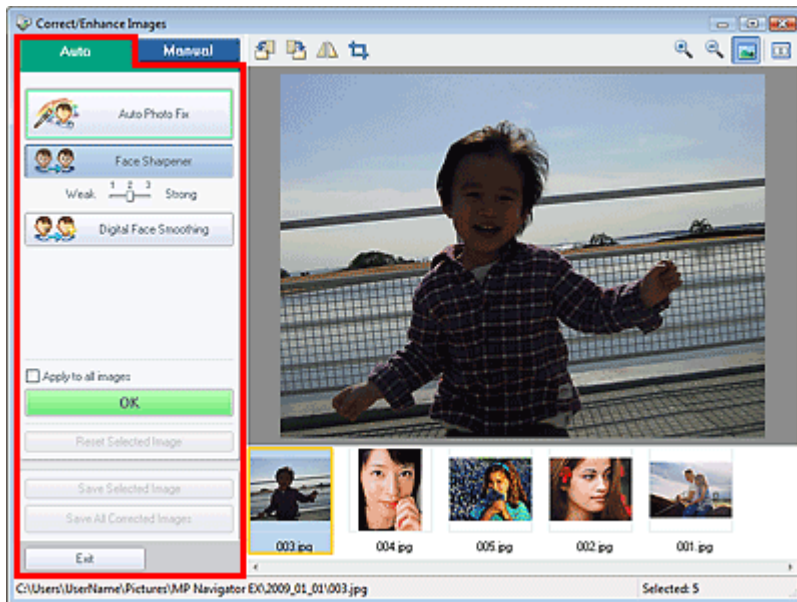 Correct/Enhance Images
Auto Manual
Auto Photo Fix
Face Sharpener
1 2 3
Weak Strong
Digital Face Smoothing
Apply to all images
OK
Reset Selected Image
Save Selected Image
Save All Corrected Images
Exit
003.jpg 004.jpg 005.jpg 002.jpg 001.jpg
C:\Users\UserName\Pictures\MP Navigator EX\2009_01_01\003.jpg Selected: 5